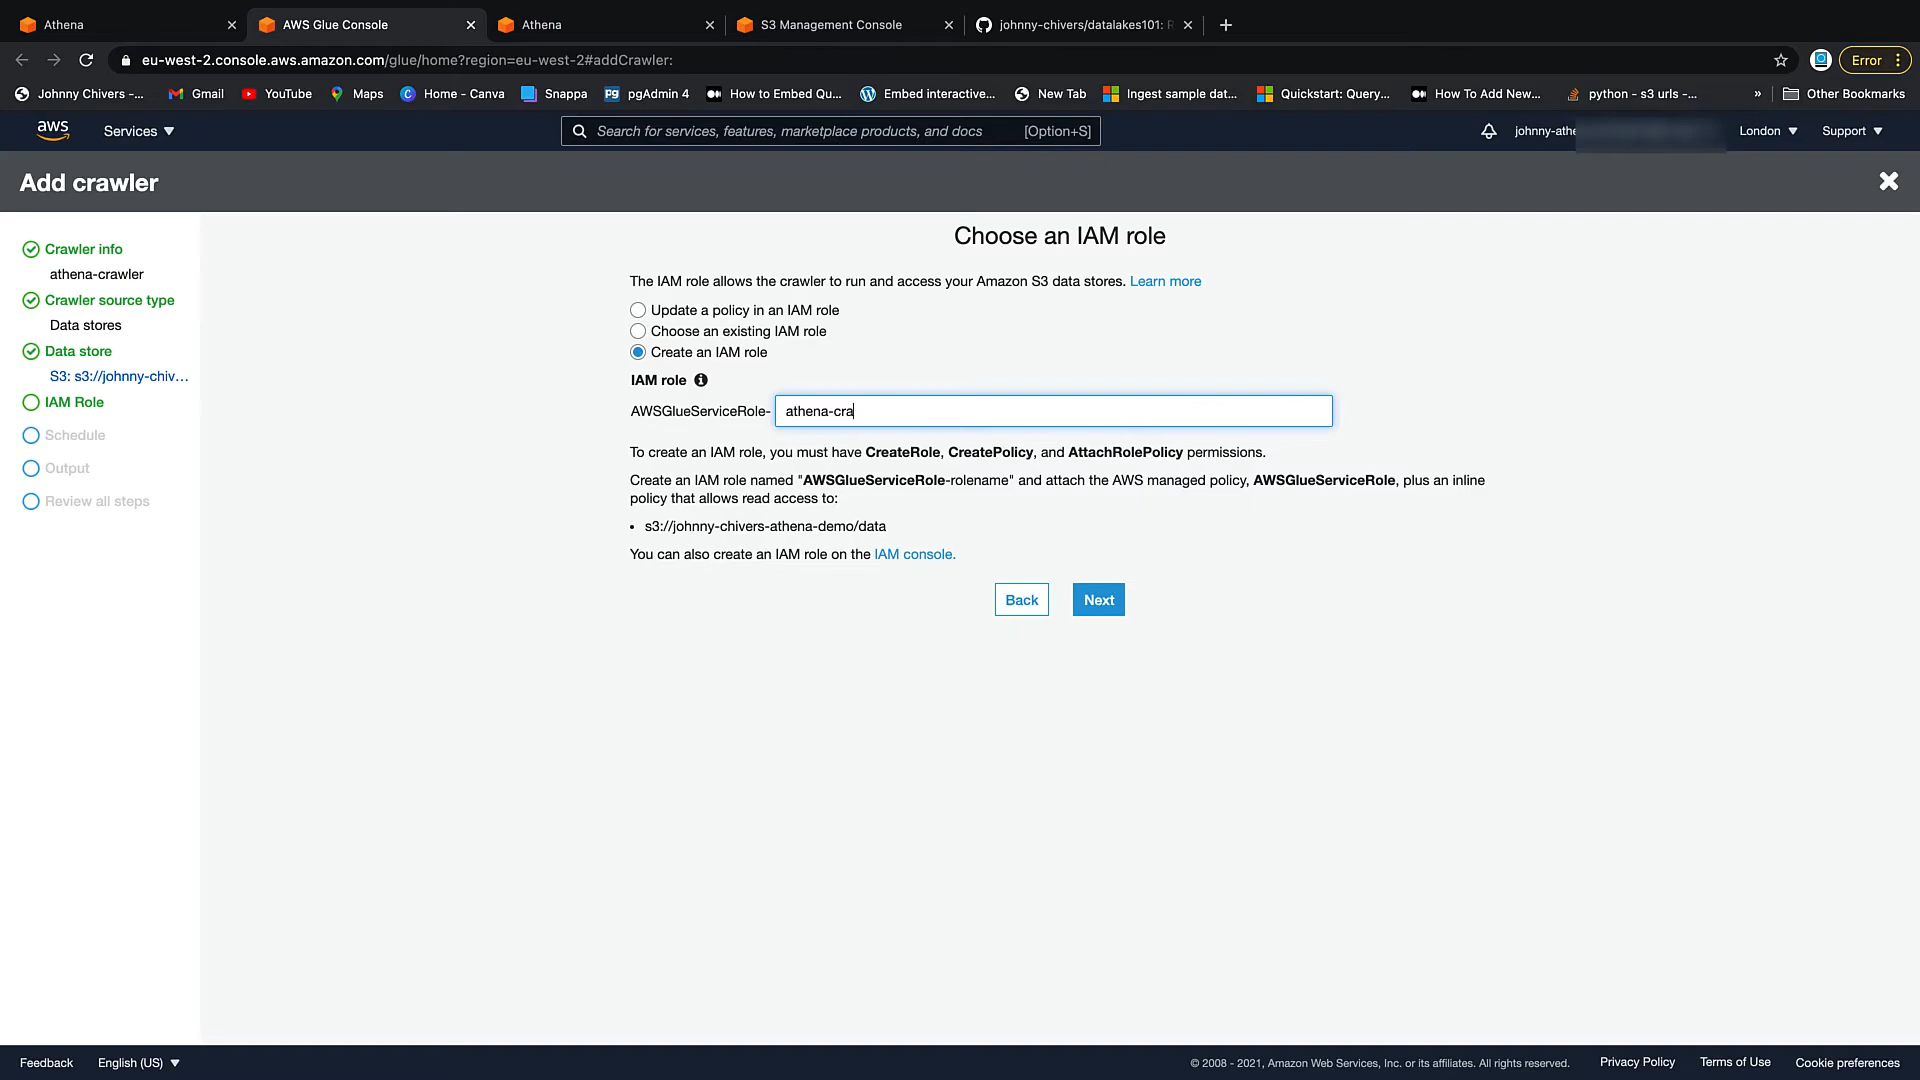 Athena
AWS Glue Console
Athena
S3 Management Console
johnny-chivers/datalakes101: R
eu-west-2.console.aws.amazon.com/glue/home?region=eu-west-2#addCrawler:
Error
Johnny Chivers -...
Gmail
YouTube
Maps
Home - Canva
Snappa
pgAdmin 4
How to Embed Qu...
Embed interactive...
New Tab
Ingest sample dat...
Quickstart: Query,...
How To Add New...
python - s3 urls -...
»
Other Bookmarks
aws
Services
Search for services, features, marketplace products, and docs
[Option+S]
johnny-athe
London
Support
Add crawler
Crawler info
athena-crawler
Crawler source type
Data stores
Data store
S3: s3://johnny-chiv...
IAM Role
Schedule
Output
Review all steps
Choose an IAM role
The IAM role allows the crawler to run and access your Amazon S3 data stores. Learn more
Update a policy in an IAM role
Choose an existing IAM role
Create an IAM role
IAM role
AWSGlueServiceRole- athena-cra
To create an IAM role, you must have CreateRole, CreatePolicy, and AttachRolePolicy permissions.
Create an IAM role named "AWSGlueServiceRole-rolename" and attach the AWS managed policy, AWSGlueServiceRole, plus an inline
policy that allows read access to:
• s3://johnny-chivers-athena-demo/data
You can also create an IAM role on the IAM console.
Back
Next
Feedback
English (US)
© 2008 - 2021, Amazon Web Services, Inc. or its affiliates. All rights reserved.
Privacy Policy
Terms of Use
Cookie preferences